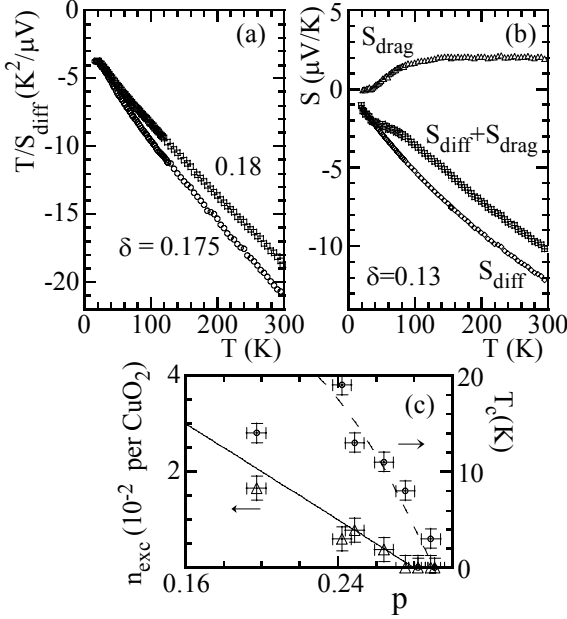 (a)
T/S_diff (K²/μV)
0
-5
-10
-15
-20
0.18
δ = 0.175
0 100 200 300
T (K)
(b)
S (μV/K)
5
0
-5
-10
S_drag
S_diff+S_drag
δ=0.13
S_diff
0 100 200 300
T (K)
(c)
n_exc (10⁻² per CuO₂)
4
2
0.16 0.24
p
T_c(K)
20
10
0